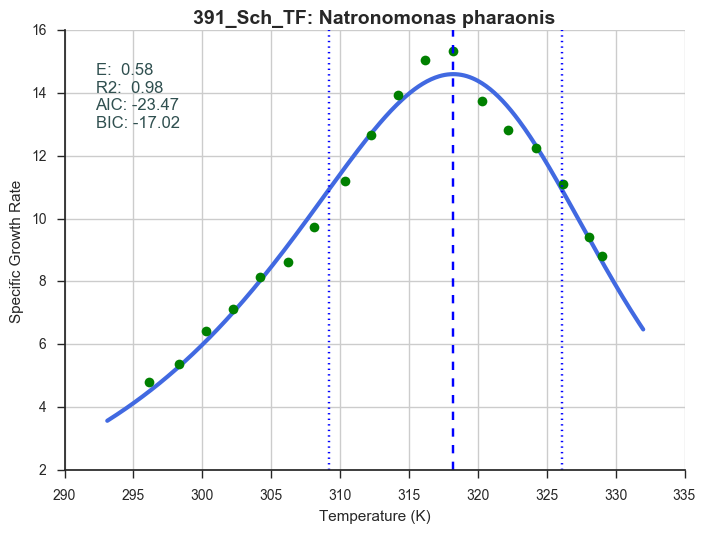 391_Sch_TF: Natronomonas pharaonis
E:  0.58
R2:  0.98
AIC: -23.47
BIC: -17.02
Specific Growth Rate
16
14
12
10
8
6
4
2
290 295 300 305 310 315 320 325 330 335
Temperature (K)